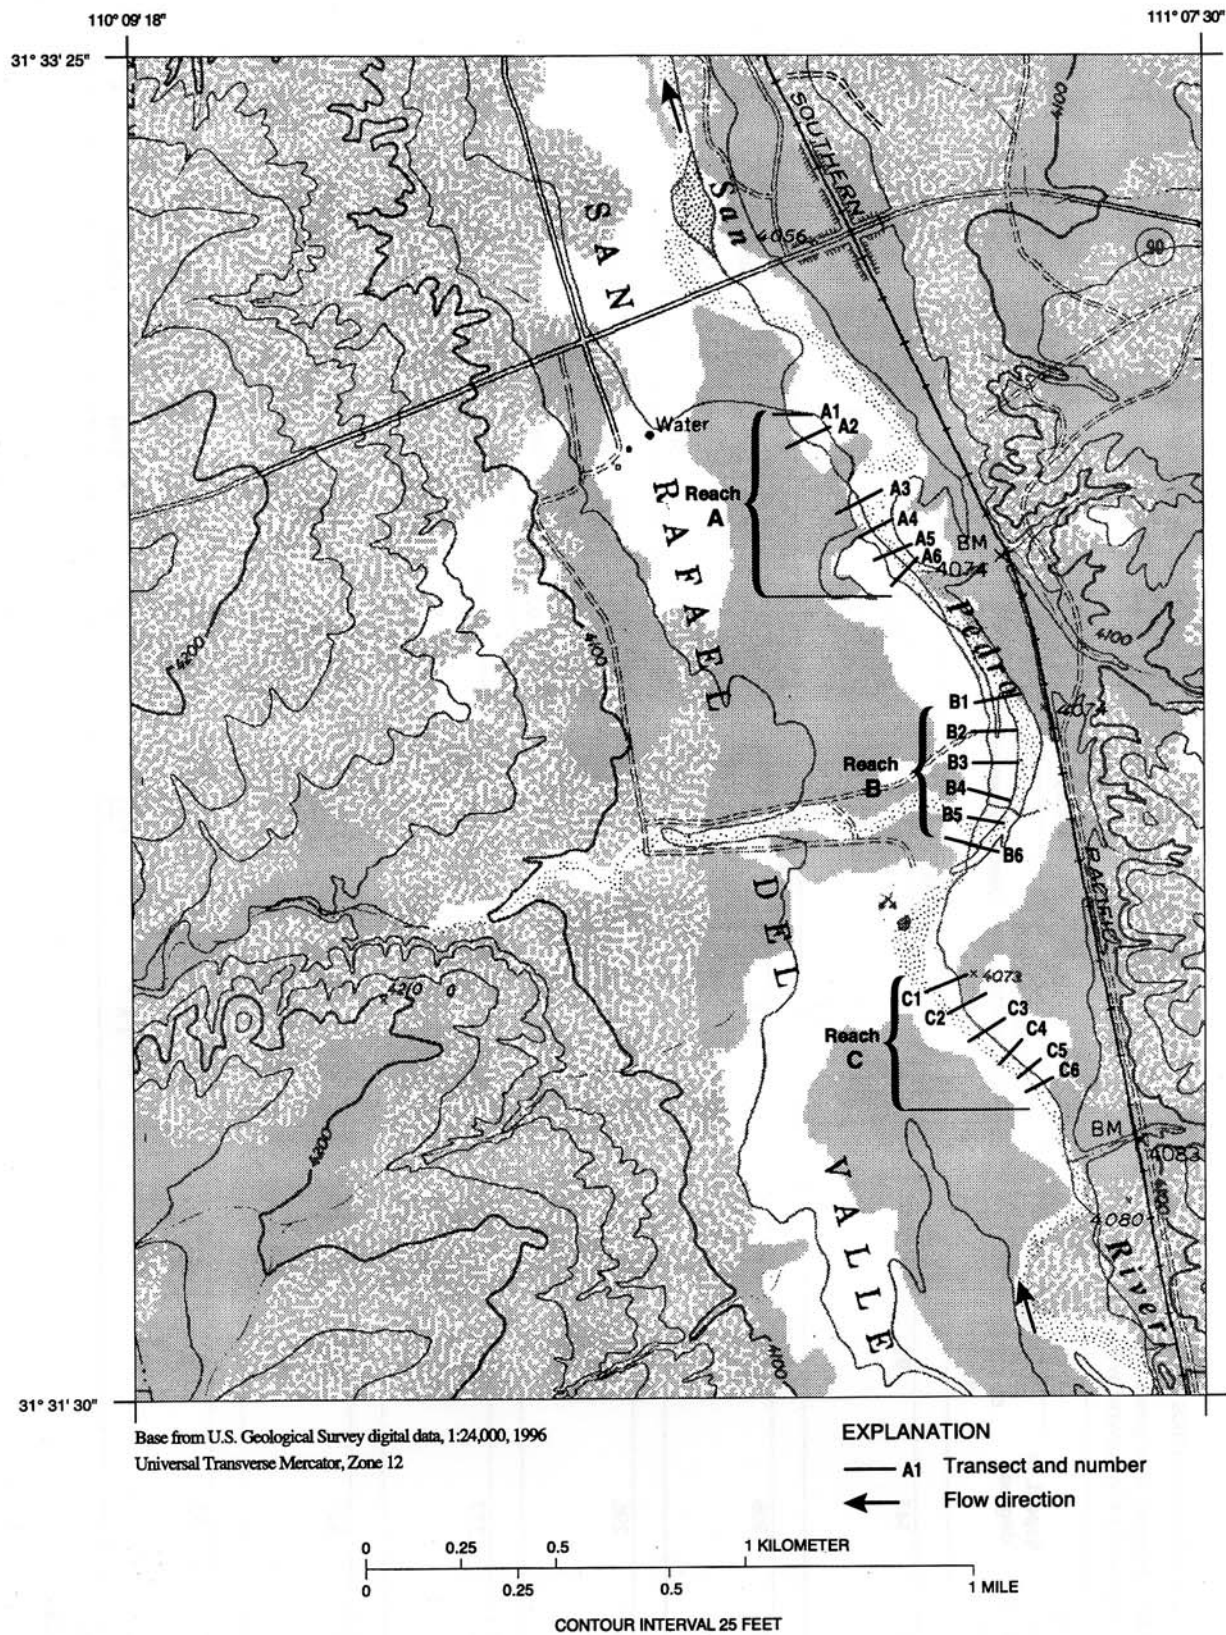 110° 09' 18"
111° 07' 30"
31° 33' 25"
4100
SOUTHERN
San
4056
90
SAN
Water
A1
A2
RAFAEL
Reach
A
A3
A4
A5
A6
BM
4074
Pedro
4100
4200
4100
B1
4074
B2
Reach
B
B3
B4
B5
B6
PACIFIC
DEL
4210
4073
C1
C2
Reach
C
C3
C4
C5
C6
4200
BM
4083
VALLE
4100
4080
River
4100
31° 31' 30"
Base from U.S. Geological Survey digital data, 1:24,000, 1996
Universal Transverse Mercator, Zone 12
EXPLANATION
A1 Transect and number
Flow direction
0 0.25 0.5 1 KILOMETER
0 0.25 0.5 1 MILE
CONTOUR INTERVAL 25 FEET